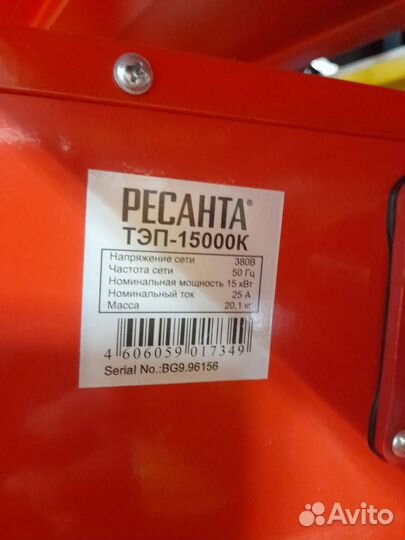 РЕСАНТА®
ТЭП-15000К
Напряжение сети 380В
Частота сети 50 Гц
Номинальная мощность 15 кВт
Номинальный ток 25 А
Масса 20,1 кг
4 606059 017349
Serial No.:BG9.96156
Avito